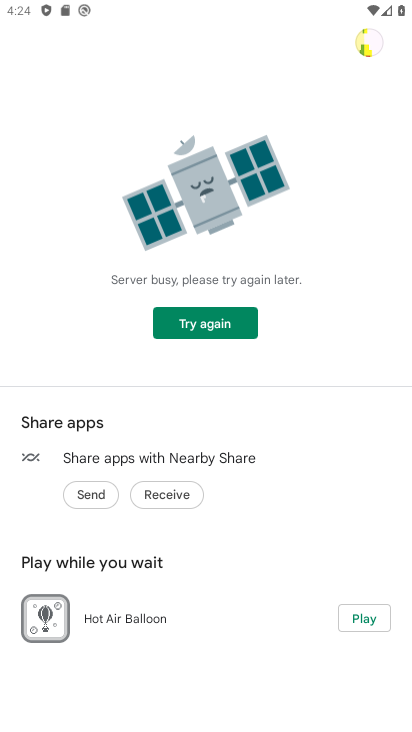 4:24
Server busy, please try again later.
Try again
Share apps
Share apps with Nearby Share
Send Receive
Play while you wait
Hot Air Balloon Play